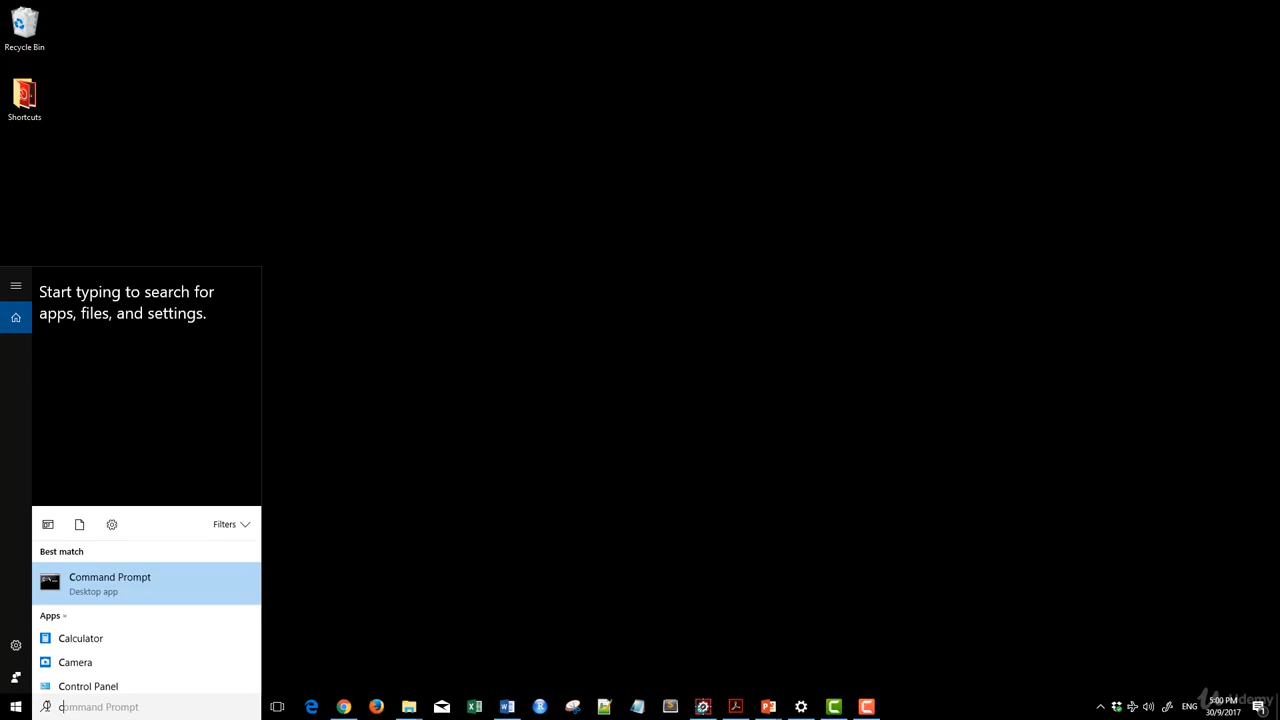 Recycle Bin
Shortcuts
Start typing to search for
apps, files, and settings.
Filters
Best match
Command Prompt
Desktop app
Apps
Calculator
Camera
Control Panel
command Prompt
ENG
5:00 PM
30/9/2017